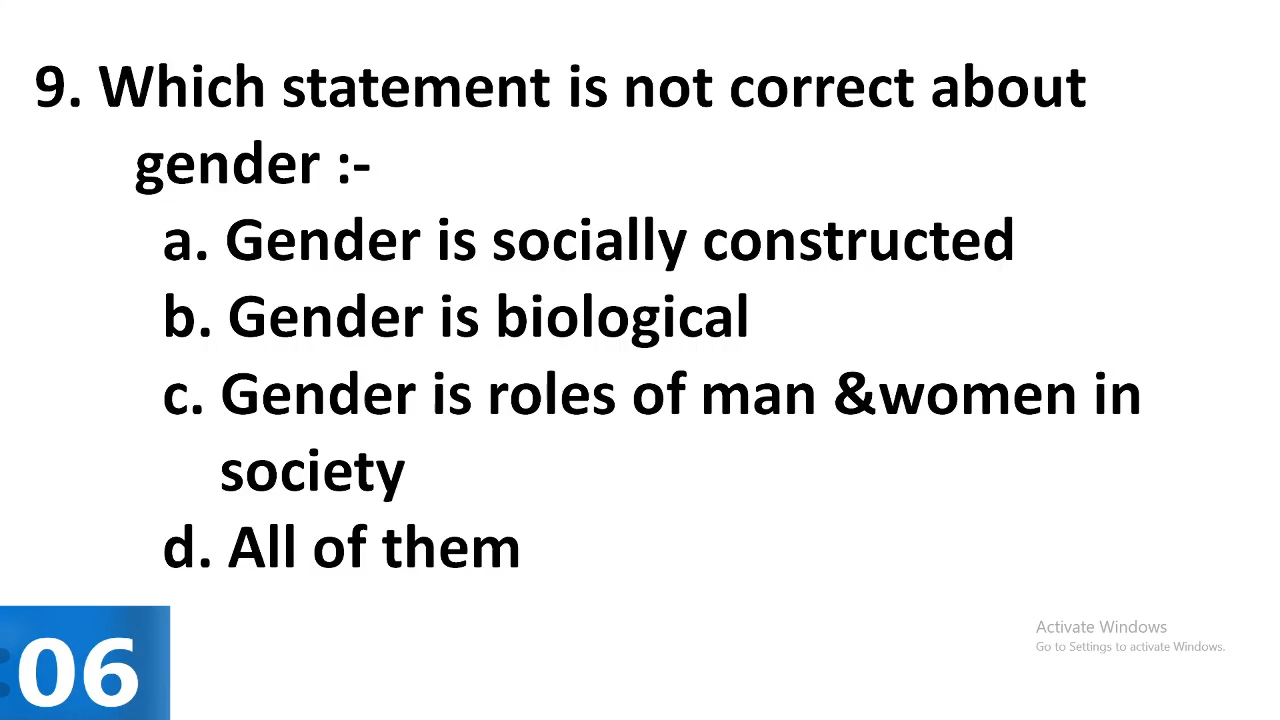 9. Which statement is not correct about
gender :-
a. Gender is socially constructed
b. Gender is biological
c. Gender is roles of man &women in
society
d. All of them
06
Activate Windows
Go to Settings to activate Windows.